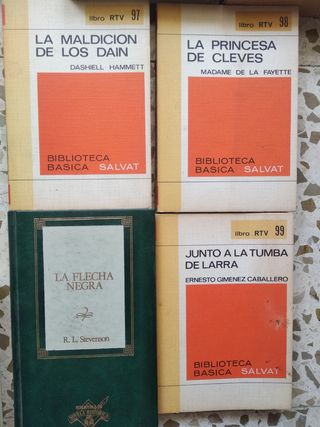 libro RTV 97
LA MALDICION
DE LOS DAIN
DASHIELL HAMMETT
BIBLIOTECA
BASICA SALVAT
libro RTV 98
LA PRINCESA
DE CLEVES
MADAME DE LA FAYETTE
BIBLIOTECA
BASICA SALVAT
LA FLECHA
NEGRA
R. L. Stevenson
libro RTV 99
JUNTO A LA TUMBA
DE LARRA
ERNESTO GIMENEZ CABALLERO
BIBLIOTECA
BASICA SALVAT